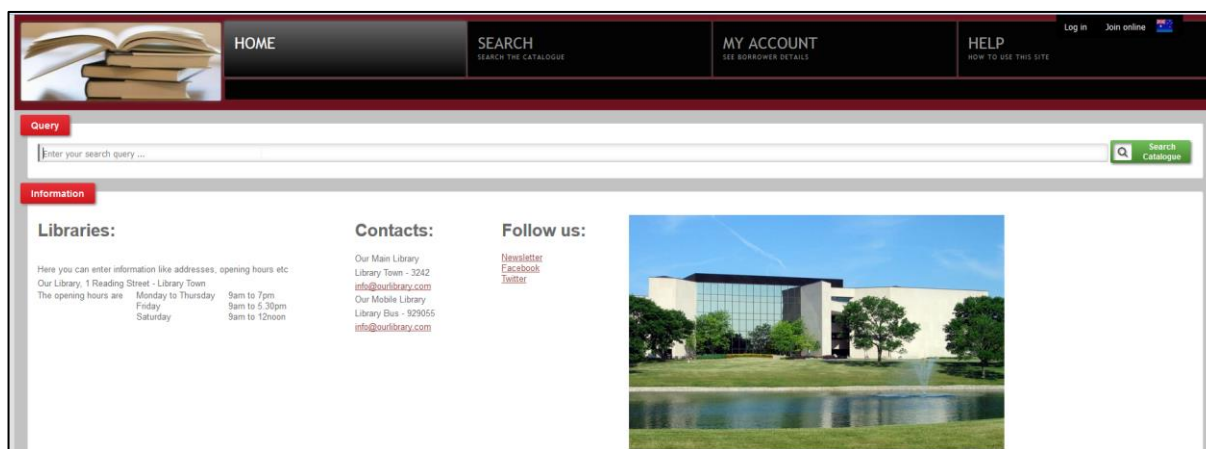 HOME
SEARCH
SEARCH THE CATALOGUE
MY ACCOUNT
SEE BORROWER DETAILS
HELP
HOW TO USE THIS SITE
Log in Join online
Query
Enter your search query ...
Search
Catalogue
Information
Libraries:
Here you can enter information like addresses, opening hours etc
Our Library, 1 Reading Street - Library Town
The opening hours are Monday to Thursday 9am to 7pm
Friday 9am to 5.30pm
Saturday 9am to 12noon
Contacts:
Our Main Library
Library Town - 3242
info@ourlibrary.com
Our Mobile Library
Library Bus - 929055
info@ourlibrary.com
Follow us:
Newsletter
Facebook
Twitter